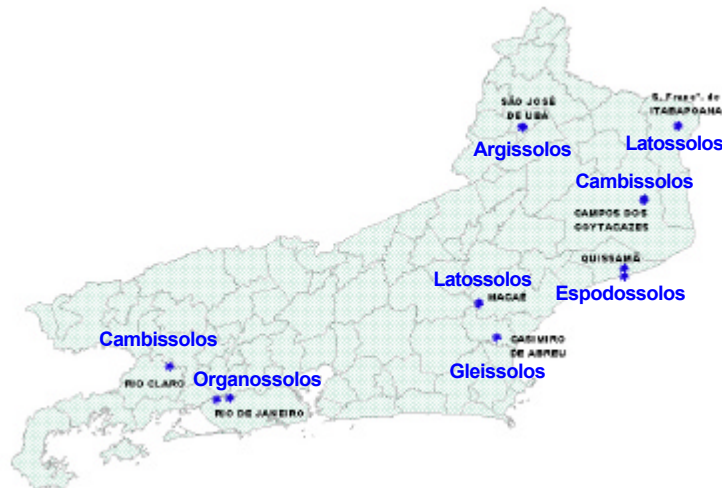 SÃO JOSÉ
DE UBÁ
Argissolos
S. Franc°. de
ITABAPOANA
Latossolos
Cambissolos
CAMPOS DOS
GOYTACAZES
QUISSAMÃ
Espodossolos
Latossolos
MACAÉ
CASIMIRO
DE ABREU
Gleissolos
Cambissolos
RIO CLARO
Organossolos
RIO DE JANEIRO